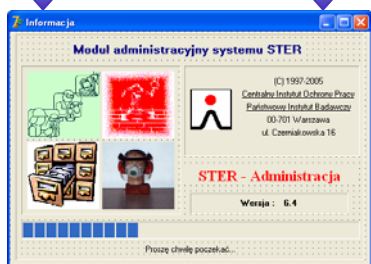 Informacja
Moduł administracyjny systemu STER
(C) 1997-2005
Centralny Instytut Ochrony Pracy
Państwowy Instytut Badawczy
00-701 Warszawa
ul. Czerniakowska 16
STER - Administracja
Wersja : 6.4
Proszę chwilę poczekać...